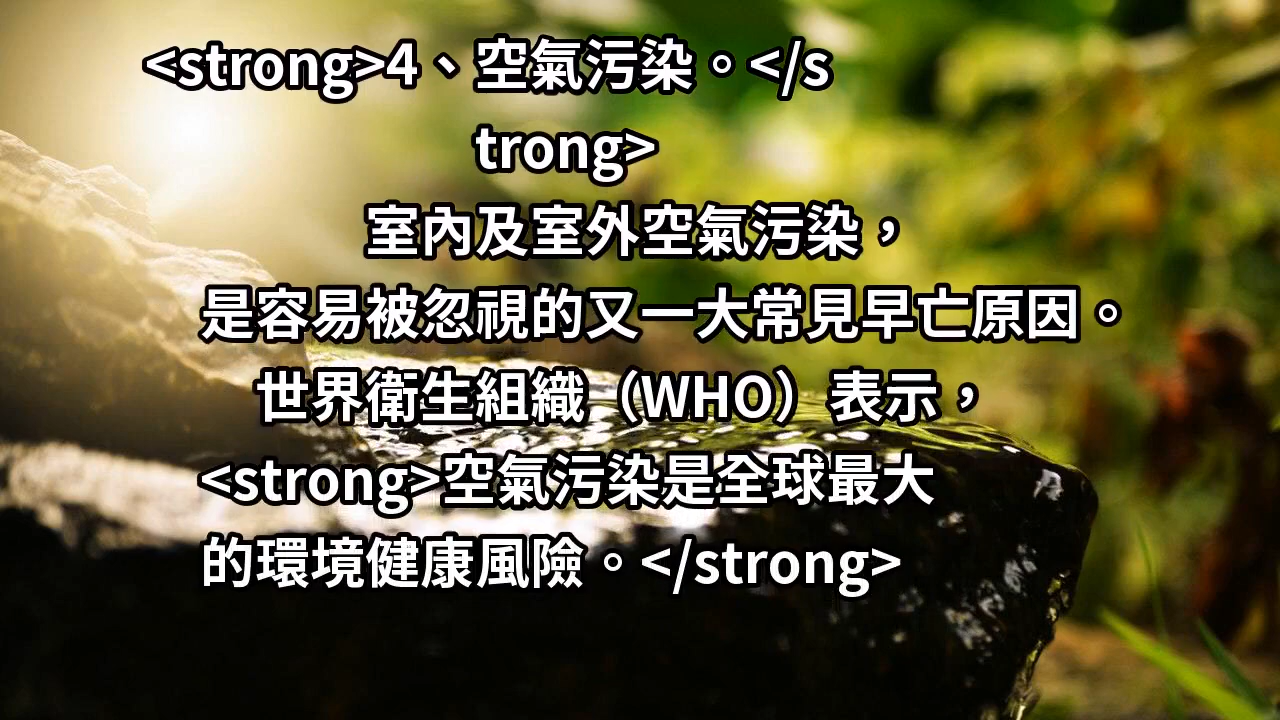 <strong>4、空氣污染。</s
trong>
室內及室外空氣污染，
是容易被忽視的又一大常見早亡原因。
世界衛生組織（WHO）表示，
<strong>空氣污染是全球最大
的環境健康風險。</strong>